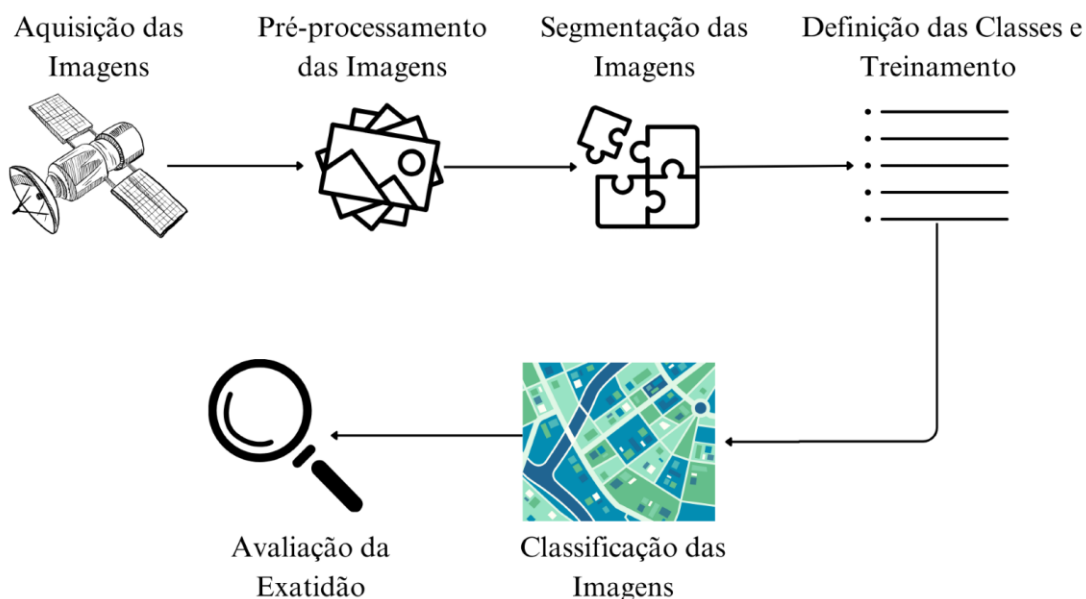 Aquisição das
Imagens
Pré-processamento
das Imagens
Segmentação das
Imagens
Definição das Classes e
Treinamento
Avaliação da
Exatidão
Classificação das
Imagens